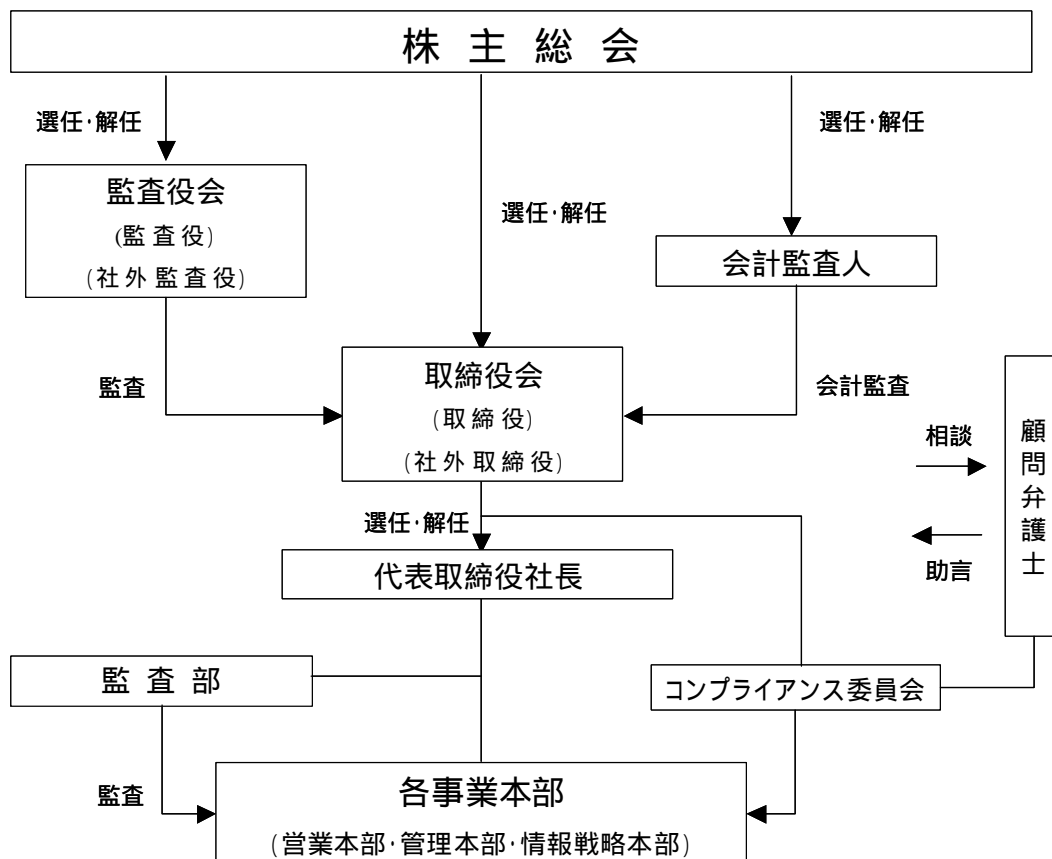 株主総会
選任・解任
選任・解任
監査役会
(監査役)
(社外監査役)
選任・解任
会計監査人
監査
取締役会
(取締役)
(社外取締役)
会計監査
相談
助言
顧問弁護士
選任・解任
代表取締役社長
監査部
コンプライアンス委員会
監査
各事業本部
(営業本部・管理本部・情報戦略本部)